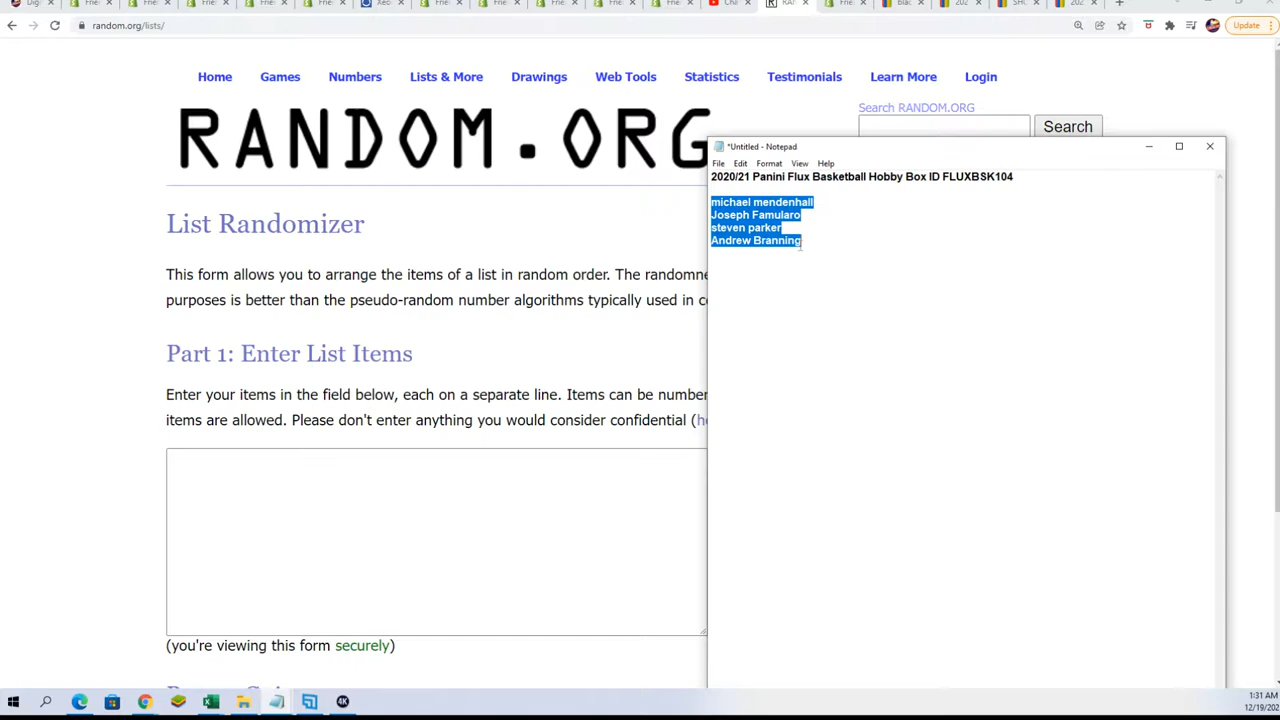 random.org/lists/
Update
Home Games Numbers Lists & More Drawings Web Tools Statistics Testimonials Learn More Login
RANDOM.ORG
Search RANDOM.ORG
Search
List Randomizer
This form allows you to arrange the items of a list in random order. The
purposes is better than the pseudo-random number algorithms typically used in
Part 1: Enter List Items
Enter your items in the field below, each on a separate line. Items can be
items are allowed. Please don't enter anything you would consider confidential
(you're viewing this form securely)
*Untitled - Notepad
File Edit Format View Help
2020/21 Panini Flux Basketball Hobby Box ID FLUXBSK104
michael mendenhall
Joseph Famularo
steven parker
Andrew Branning
1:31 AM